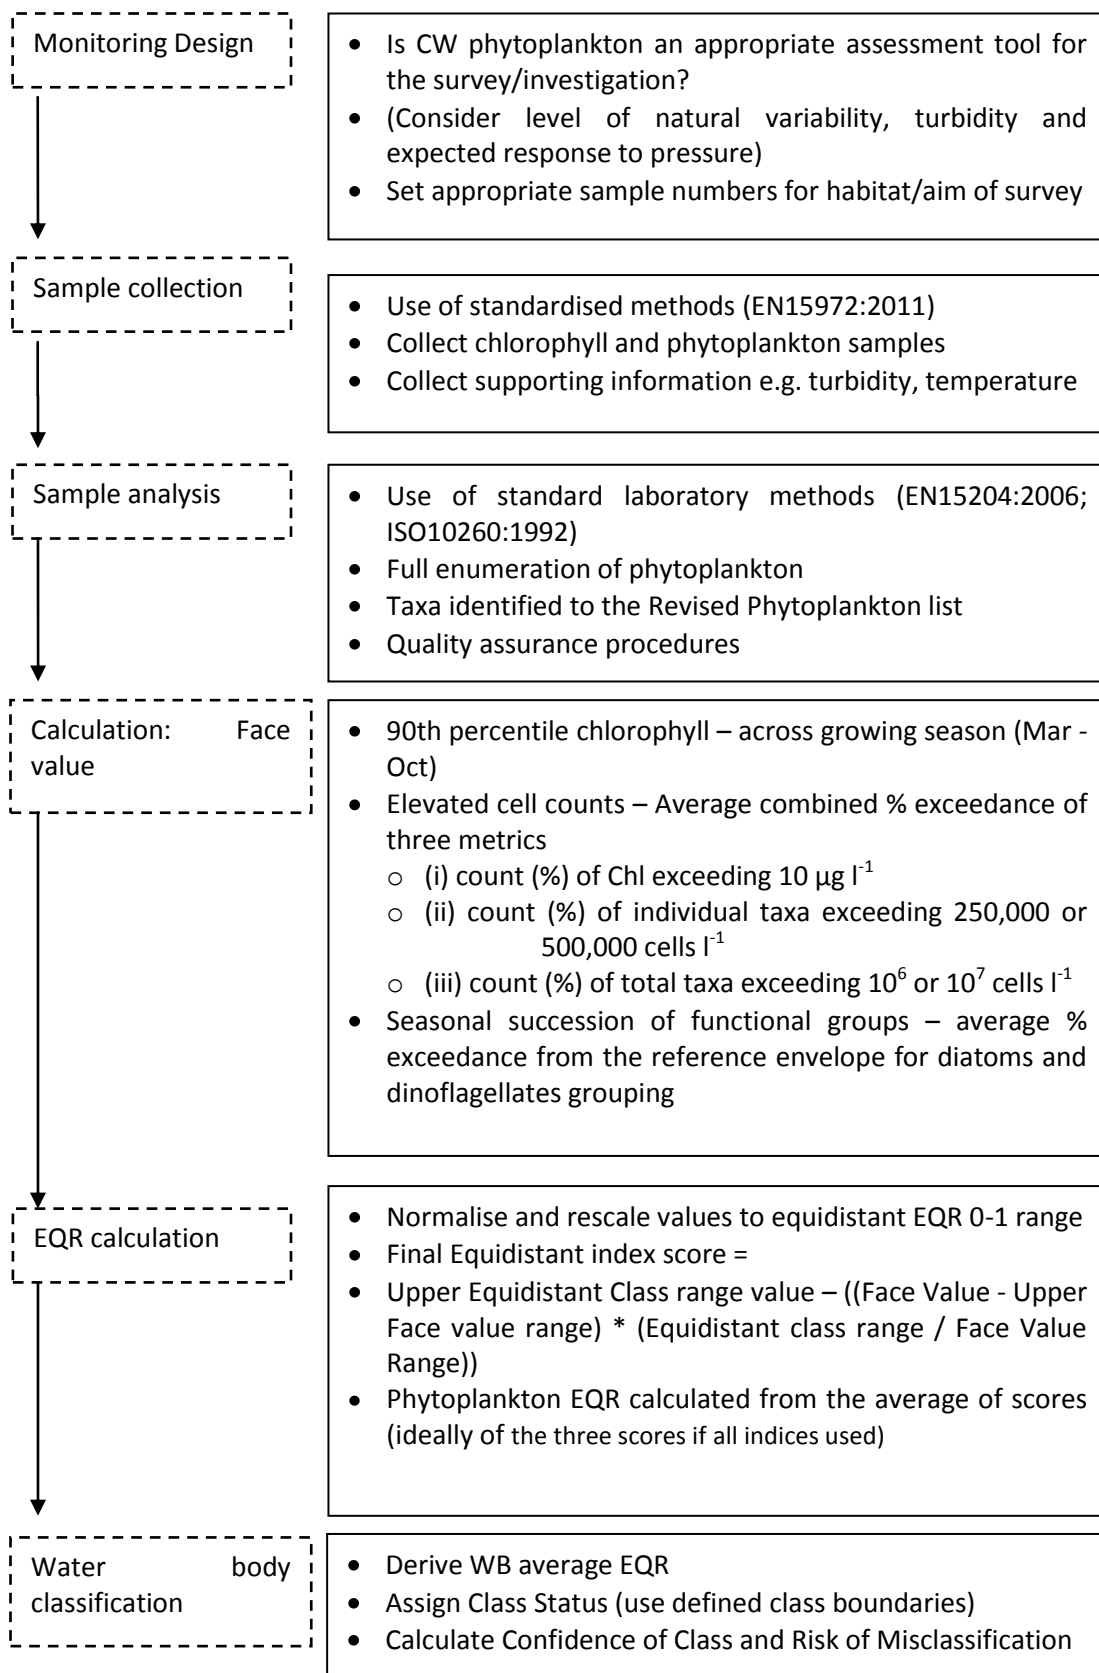 Monitoring Design
• Is CW phytoplankton an appropriate assessment tool for
the survey/investigation?
• (Consider level of natural variability, turbidity and
expected response to pressure)
• Set appropriate sample numbers for habitat/aim of survey
Sample collection
• Use of standardised methods (EN15972:2011)
• Collect chlorophyll and phytoplankton samples
• Collect supporting information e.g. turbidity, temperature
Sample analysis
• Use of standard laboratory methods (EN15204:2006;
ISO10260:1992)
• Full enumeration of phytoplankton
• Taxa identified to the Revised Phytoplankton list
• Quality assurance procedures
Calculation: Face
value
• 90th percentile chlorophyll – across growing season (Mar -
Oct)
• Elevated cell counts – Average combined % exceedance of
three metrics
o (i) count (%) of Chl exceeding 10 µg l⁻¹
o (ii) count (%) of individual taxa exceeding 250,000 or
500,000 cells l⁻¹
o (iii) count (%) of total taxa exceeding 10⁶ or 10⁷ cells l⁻¹
• Seasonal succession of functional groups – average %
exceedance from the reference envelope for diatoms and
dinoflagellates grouping
EQR calculation
• Normalise and rescale values to equidistant EQR 0-1 range
• Final Equidistant index score =
• Upper Equidistant Class range value – ((Face Value - Upper
Face value range) * (Equidistant class range / Face Value
Range))
• Phytoplankton EQR calculated from the average of scores
(ideally of the three scores if all indices used)
Water body
classification
• Derive WB average EQR
• Assign Class Status (use defined class boundaries)
• Calculate Confidence of Class and Risk of Misclassification